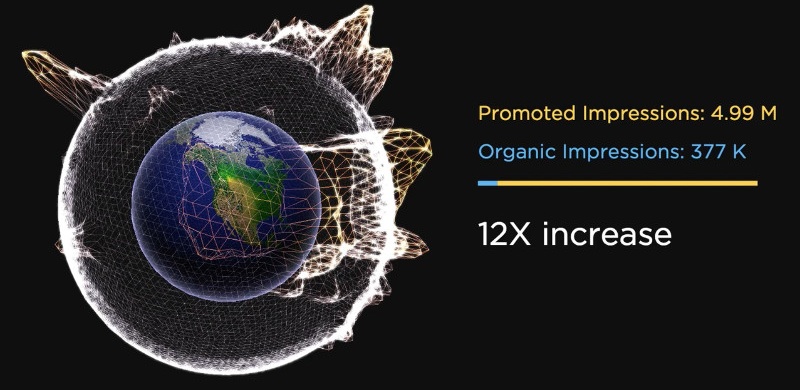 Promoted Impressions: 4.99 M
Organic Impressions: 377 K
12X increase